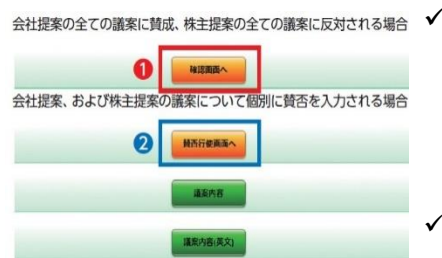 会社提案の全ての議案に賛成、株主提案の全ての議案に反対される場合
❶ 確認画面へ
会社提案、および株主提案の議案について個別に賛否を入力される場合
❷ 賛否行使画面へ
議案内容
議案内容(英文)